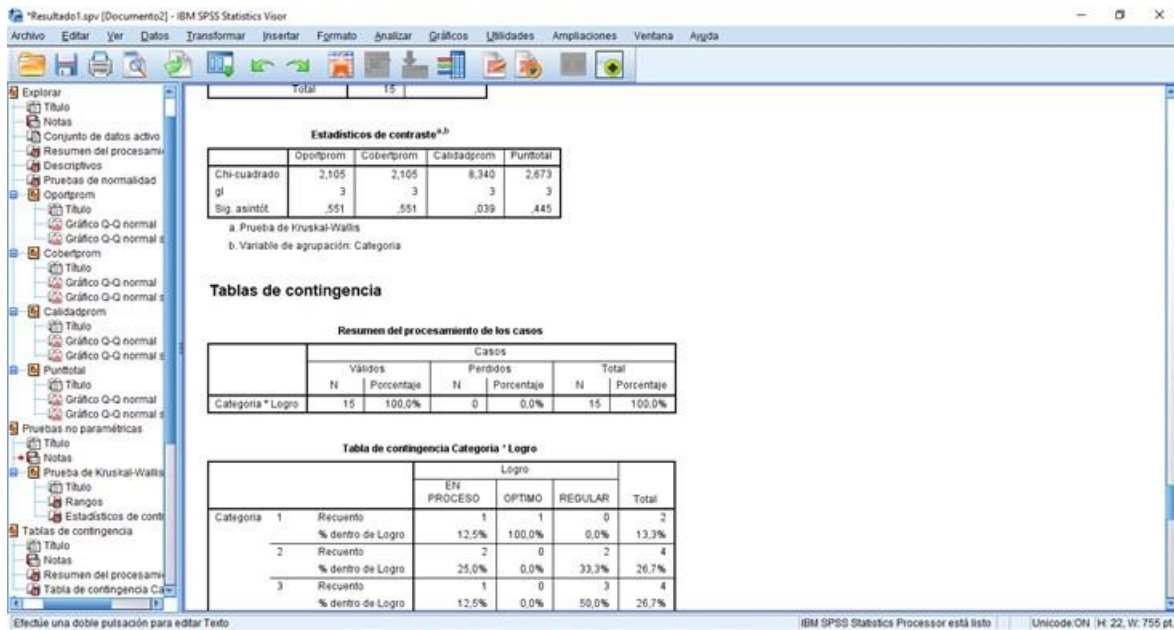 *Resultado1.spv [Documento2] - IBM SPSS Statistics Visor
Archivo Editar Ver Datos Transformar Insertar Formato Analizar Gráficos Utilidades Ampliaciones Ventana Ayuda
Explorar
Título
Notas
Conjunto de datos activo
Resumen del procesami
Descriptivos
Pruebas de normalidad
Oportprom
Título
Gráfico Q-Q normal
Gráfico Q-Q normal s
Cobertprom
Título
Gráfico Q-Q normal
Gráfico Q-Q normal s
Calidadprom
Título
Gráfico Q-Q normal
Gráfico Q-Q normal s
Punttotal
Título
Gráfico Q-Q normal
Gráfico Q-Q normal s
Pruebas no paramétricas
Título
Notas
Prueba de Kruskal-Wallis
Título
Rangos
Estadísticos de contr
Tablas de contingencia
Título
Notas
Resumen del procesami
Tabla de contingencia Ca
Total 15
Estadísticos de contraste a,b
Oportprom Cobertprom Calidadprom Punttotal
Chi-cuadrado 2,105 2,105 8,340 2,673
gl 3 3 3 3
Sig. asintót. ,551 ,551 ,039 ,445
a. Prueba de Kruskal-Wallis
b. Variable de agrupación: Categoria
Tablas de contingencia
Resumen del procesamiento de los casos
Casos
Válidos Perdidos Total
N Porcentaje N Porcentaje N Porcentaje
Categoria * Logro 15 100,0% 0 0,0% 15 100,0%
Tabla de contingencia Categoria * Logro
Logro
EN PROCESO OPTIMO REGULAR Total
Categoria 1 Recuento 1 1 0 2
% dentro de Logro 12,5% 100,0% 0,0% 13,3%
2 Recuento 2 0 2 4
% dentro de Logro 25,0% 0,0% 33,3% 26,7%
3 Recuento 1 0 3 4
% dentro de Logro 12,5% 0,0% 50,0% 26,7%
Efectúe una doble pulsación para editar Texto
IBM SPSS Statistics Processor está listo Unicode:ON H: 22, W: 755 pt